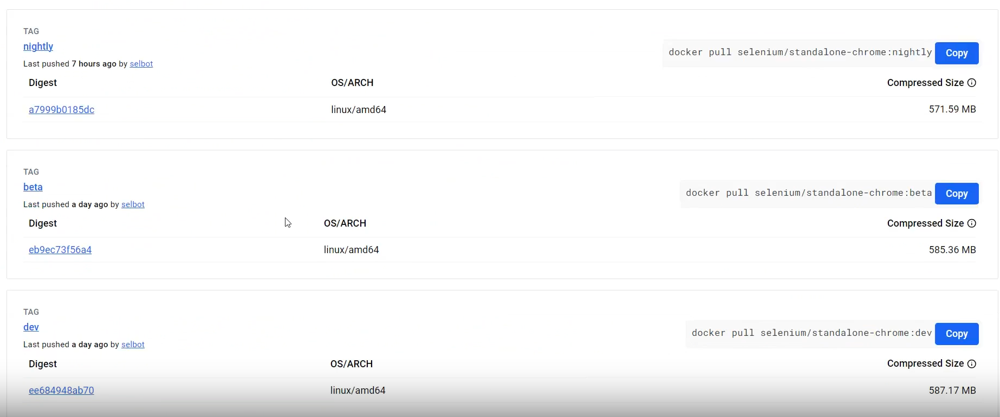 TAG
nightly
docker pull selenium/standalone-chrome:nightly Copy
Last pushed 7 hours ago by selbot
Digest OS/ARCH Compressed Size
a7999b0185dc linux/amd64 571.59 MB
TAG
beta
docker pull selenium/standalone-chrome:beta Copy
Last pushed a day ago by selbot
Digest OS/ARCH Compressed Size
eb9ec73f56a4 linux/amd64 585.36 MB
TAG
dev
docker pull selenium/standalone-chrome:dev Copy
Last pushed a day ago by selbot
Digest OS/ARCH Compressed Size
ee684948ab70 linux/amd64 587.17 MB